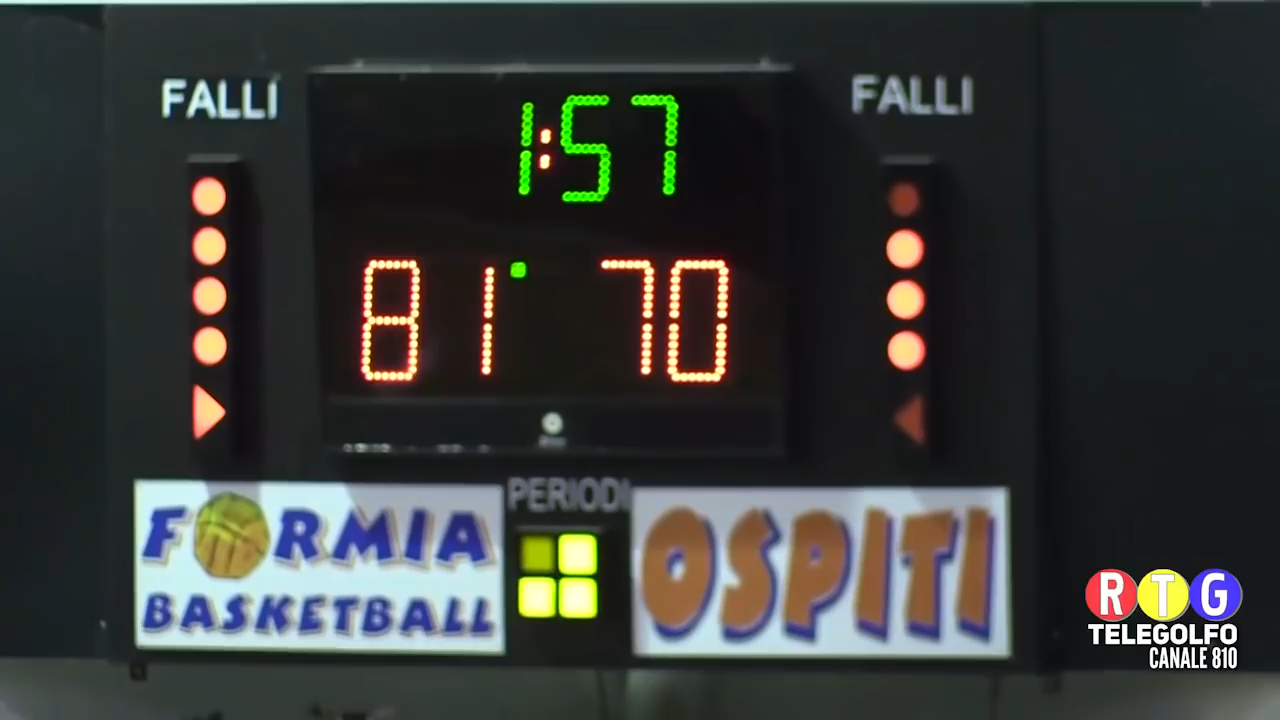 FALLI
FALLI
1:57
81 70
PERIODI
FORMIA
BASKETBALL
OSPITI
RTG
TELEGOLFO
CANALE 810